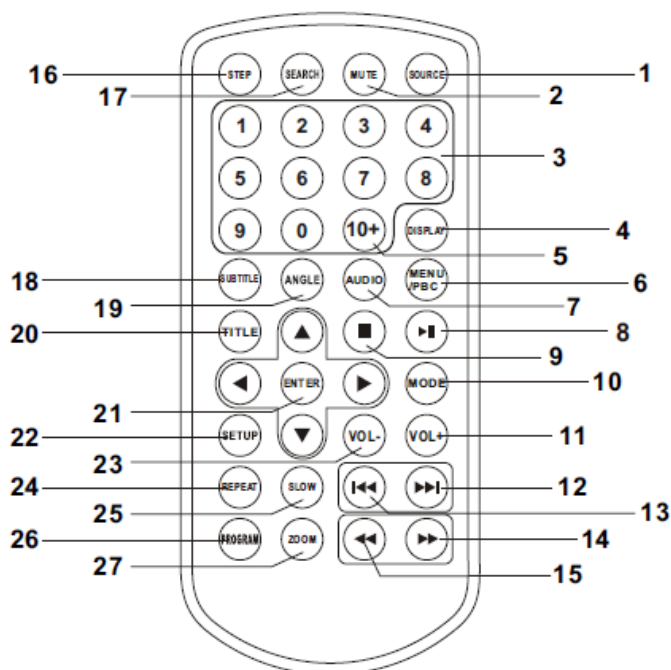 16 STEP SEARCH MUTE SOURCE 1
17 2
1 2 3 4
3
5 6 7 8
9 0 10+ DISPLAY 4
5
18 SUBTITLE ANGLE AUDIO MENU /PBC 6
19 7
20 TITLE 8
9
ENTER MODE 10
21
22 SETUP VOL- VOL+ 11
23
24 REPEAT SLOW 12
25 13
26 PROGRAM ZOOM 14
27 15